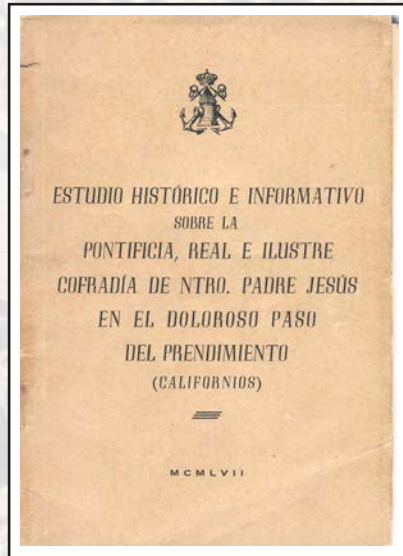 ESTUDIO HISTÓRICO E INFORMATIVO
SOBRE LA
PONTIFICIA, REAL E ILUSTRE
COFRADÍA DE NTRO. PADRE JESÚS
EN EL DOLOROSO PASO
DEL PRENDIMIENTO
(CALIFORNIOS)
MCMLVII